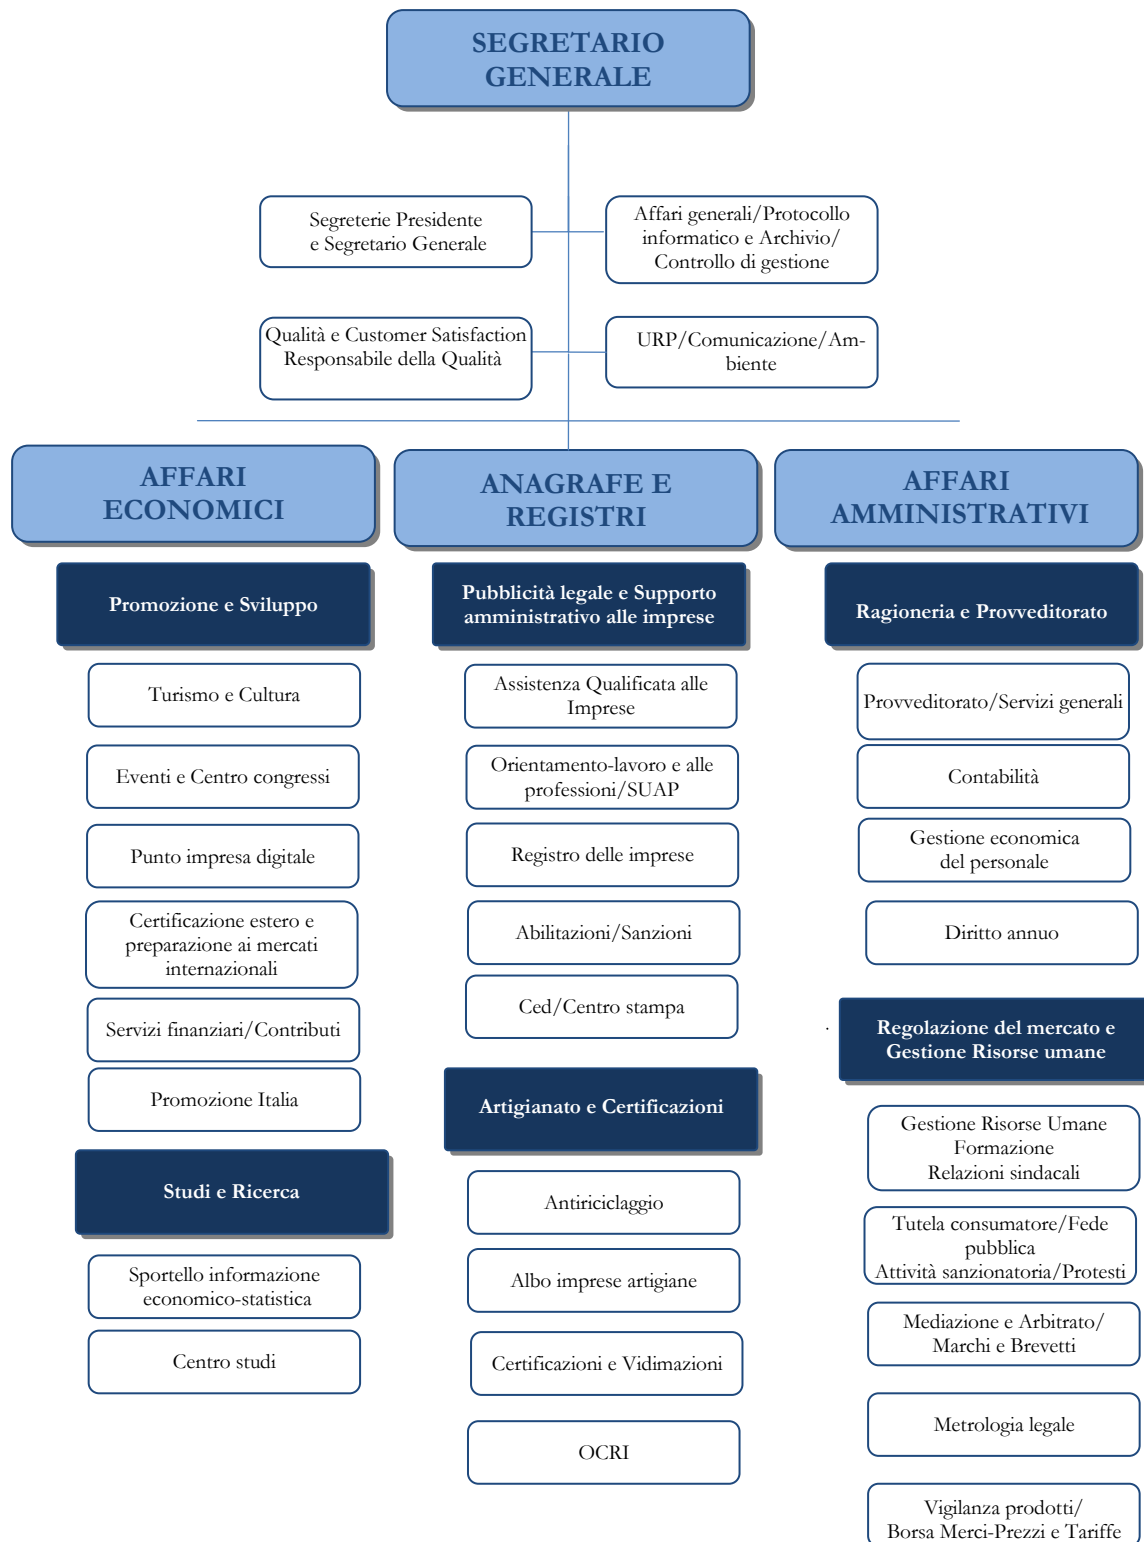 SEGRETARIO
GENERALE
Segreterie Presidente
e Segretario Generale
Affari generali/Protocollo
informatico e Archivio/
Controllo di gestione
Qualità e Customer Satisfaction
Responsabile della Qualità
URP/Comunicazione/Am-
biente
AFFARI
ECONOMICI
Promozione e Sviluppo
Turismo e Cultura
Eventi e Centro congressi
Punto impresa digitale
Certificazione estero e
preparazione ai mercati
internazionali
Servizi finanziari/Contributi
Promozione Italia
Studi e Ricerca
Sportello informazione
economico-statistica
Centro studi
ANAGRAFE E
REGISTRI
Pubblicità legale e Supporto
amministrativo alle imprese
Assistenza Qualificata alle
Imprese
Orientamento-lavoro e alle
professioni/SUAP
Registro delle imprese
Abilitazioni/Sanzioni
Ced/Centro stampa
Artigianato e Certificazioni
Antiriciclaggio
Albo imprese artigiane
Certificazioni e Vidimazioni
OCRI
AFFARI
AMMINISTRATIVI
Ragioneria e Provveditorato
Provveditorato/Servizi generali
Contabilità
Gestione economica
del personale
Diritto annuo
.
Regolazione del mercato e
Gestione Risorse umane
Gestione Risorse Umane
Formazione
Relazioni sindacali
Tutela consumatore/Fede
pubblica
Attività sanzionatoria/Protesti
Mediazione e Arbitrato/
Marchi e Brevetti
Metrologia legale
Vigilanza prodotti/
Borsa Merci-Prezzi e Tariffe